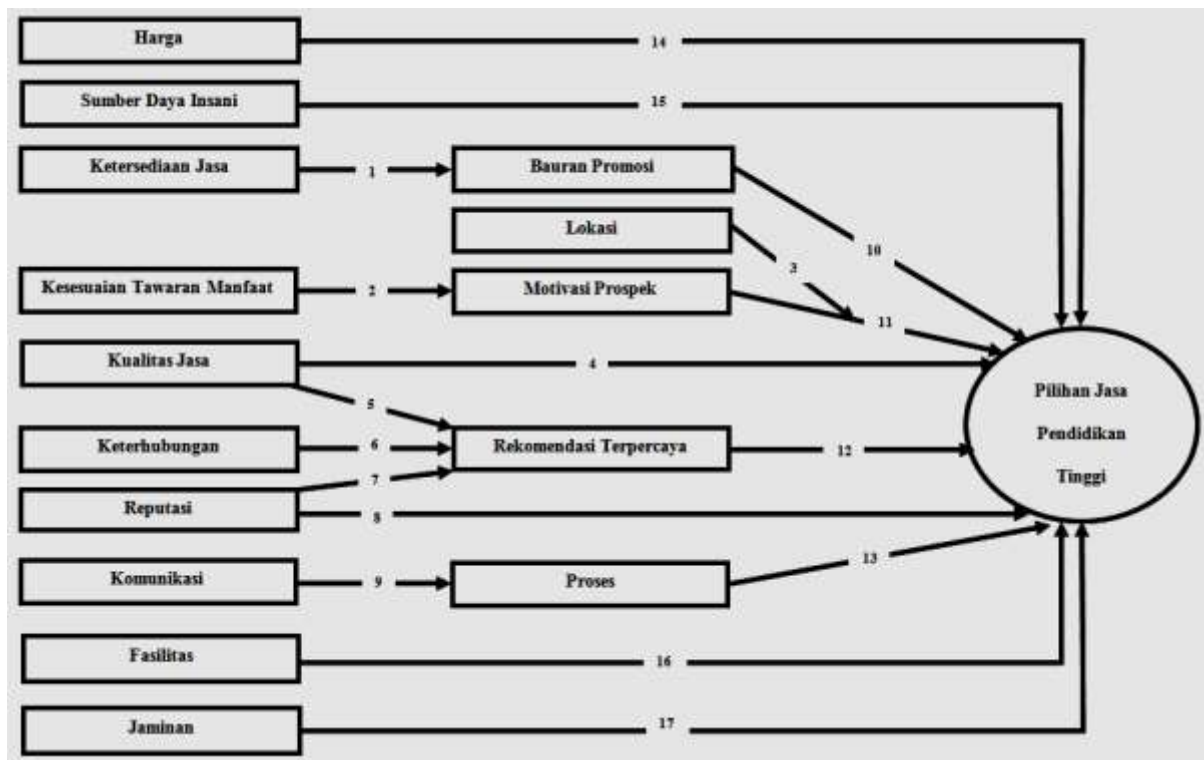 Harga
14
Sumber Daya Insani
15
Ketersediaan Jasa
1
Bauran Promosi
Lokasi
10
3
Kesesuaian Tawaran Manfaat
2
Motivasi Prospek
11
Kualitas Jasa
4
Pilihan Jasa
Pendidikan
Tinggi
5
Keterhubungan
6
Rekomendasi Terpercaya
12
7
Reputasi
8
13
Komunikasi
9
Proses
Fasilitas
16
Jaminan
17